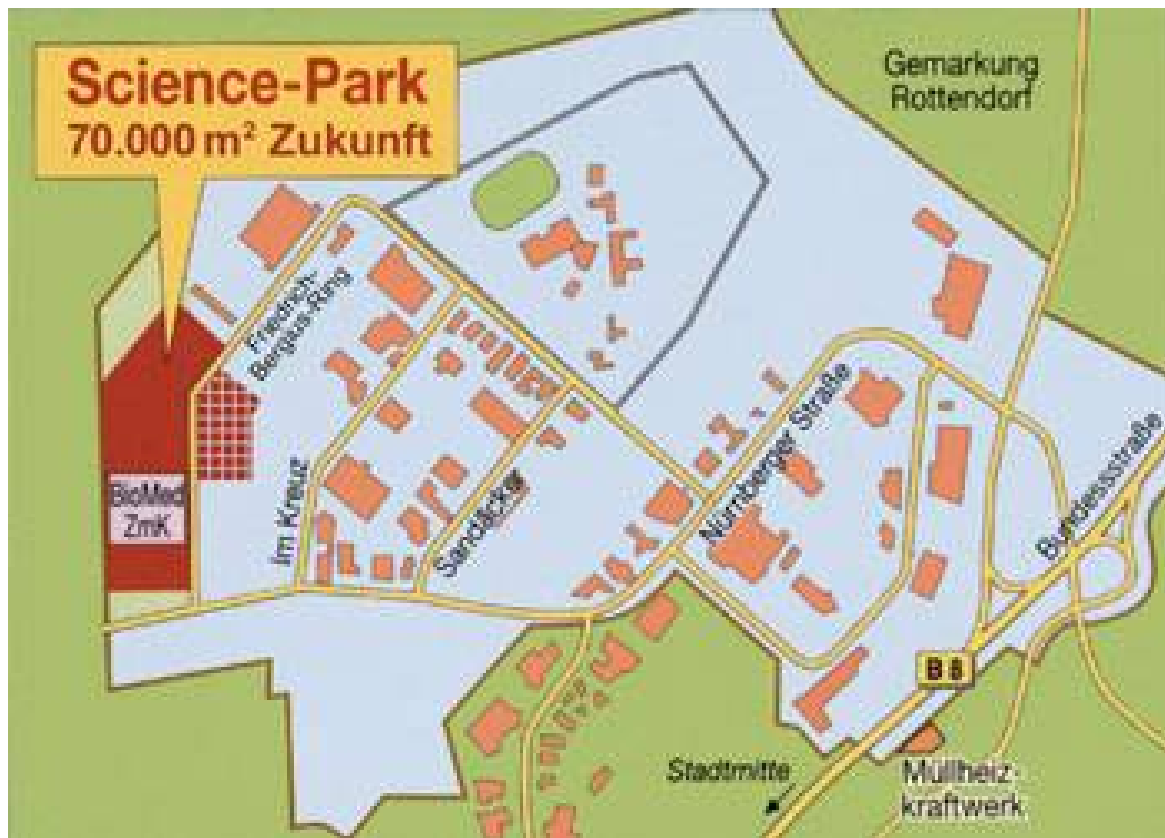 Science-Park
70.000 m² Zukunft
Gemarkung
Rottendorf
Friedrich-
Bergius-Ring
Im Kreuz
Sandäcker
Nürnberger Straße
Bundessstraße
BioMed
ZmK
B 8
Stadtmitte
Müllheiz-
kraftwerk